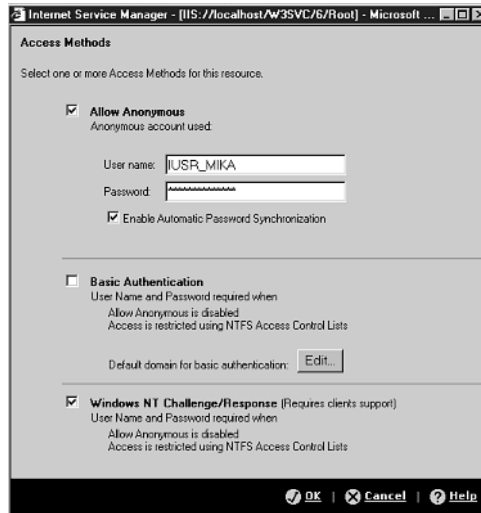 Internet Service Manager - [IIS://localhost/W3SVC/6/Root] - Microsoft ...
Access Methods
Select one or more Access Methods for this resource.
Allow Anonymous
Anonymous account used:
User name: IUSR_MIKA
Password: **************
Enable Automatic Password Synchronization
Basic Authentication
User Name and Password required when
Allow Anonymous is disabled
Access is restricted using NTFS Access Control Lists
Default domain for basic authentication: Edit...
Windows NT Challenge/Response (Requires clients support)
User Name and Password required when
Allow Anonymous is disabled
Access is restricted using NTFS Access Control Lists
OK | Cancel | Help